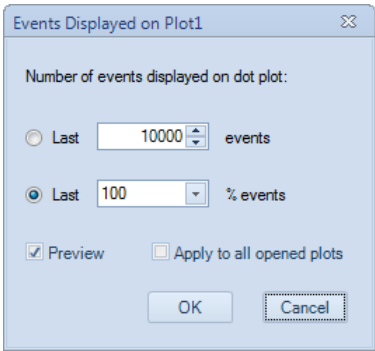 Events Displayed on Plot1
Number of events displayed on dot plot:
Last 10000 events
Last 100 % events
Preview Apply to all opened plots
OK Cancel